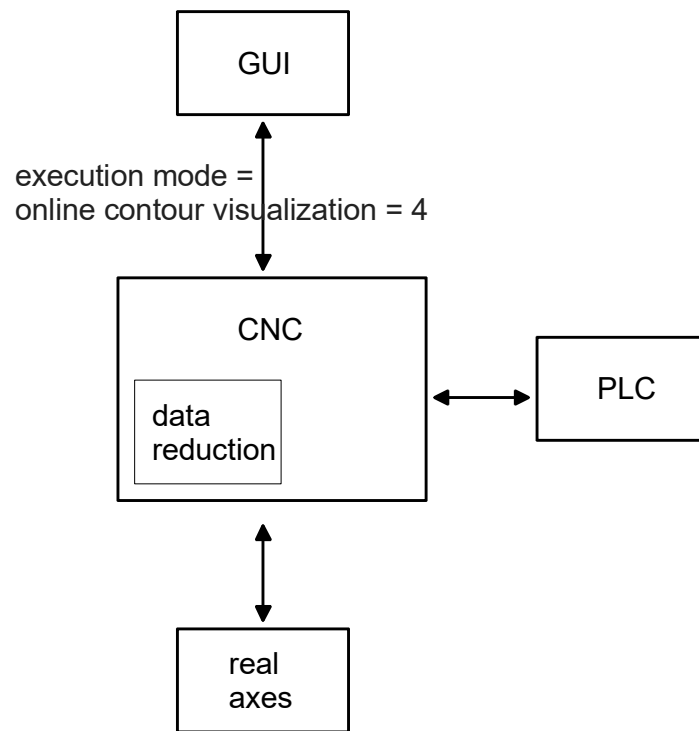 GUI
execution mode =
online contour visualization = 4
CNC
PLC
data
reduction
real
axes